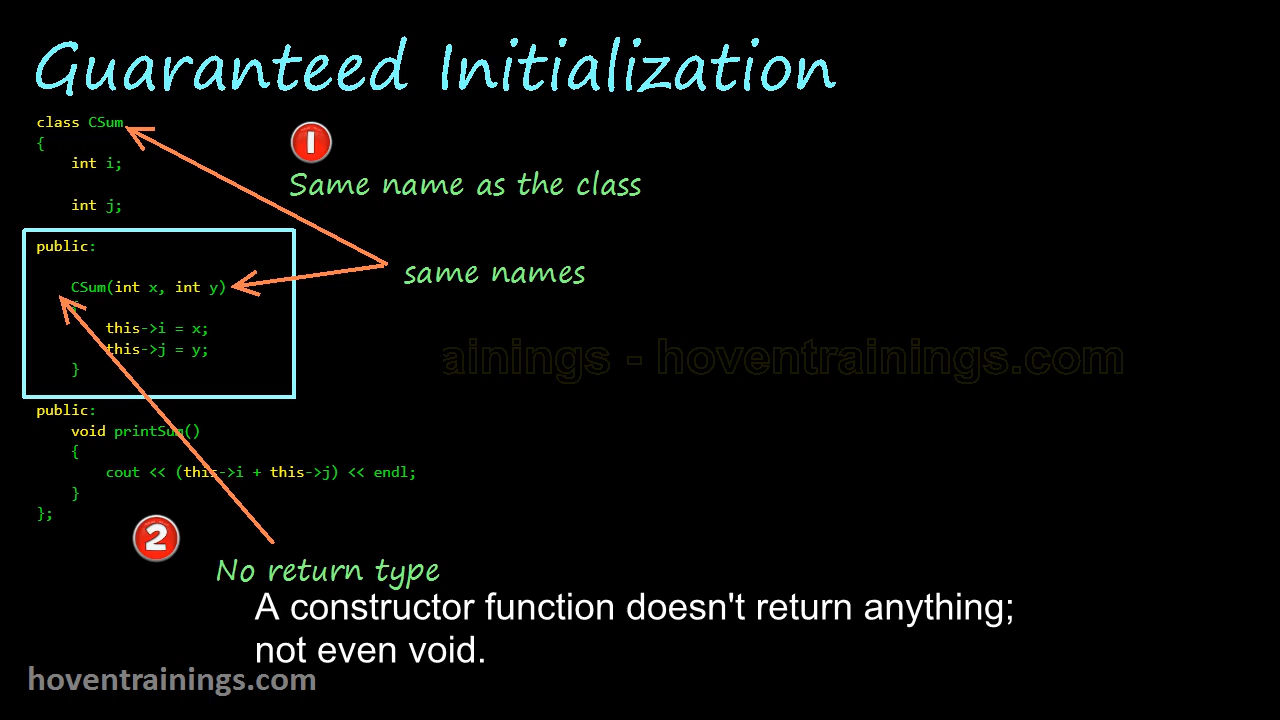 Guaranteed Initialization
class CSum
{
int i;
int j;
1
Same name as the class
public:
same names
CSum(int x, int y)
{
this->i = x;
this->j = y;
}
ainings - hoventrainings.com
public:
void printSum()
{
cout << (this->i + this->j) << endl;
}
};
2
No return type
A constructor function doesn't return anything;
not even void.
hoventrainings.com